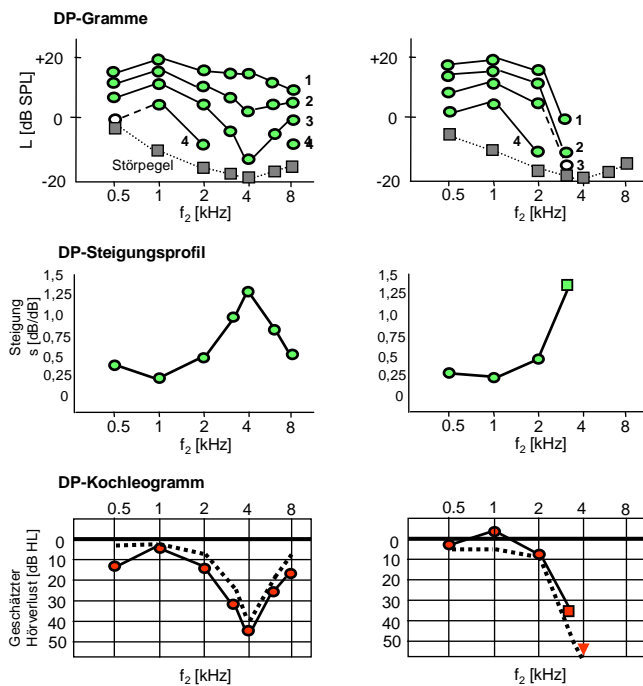 DP-Gramme
L [dB SPL]
+20
0
-20
1
2
3
4
4
4
Störpegel
0.5 1 2 4 8
f2 [kHz]
+20
0
-20
1
2
3
4
0.5 1 2 4 8
f2 [kHz]
DP-Steigungsprofil
Steigung
s [dB/dB]
1,5
1,25
1,0
0,75
0,5
0,25
0
0.5 1 2 4 8
f2 [kHz]
1,5
1,25
1,0
0,75
0,5
0,25
0
0.5 1 2 4 8
f2 [kHz]
DP-Kochleogramm
Geschätzter
Hörverlust [dB HL]
0.5 1 2 4 8
0
10
20
30
40
50
f2 [kHz]
0.5 1 2 4 8
0
10
20
30
40
50
f2 [kHz]